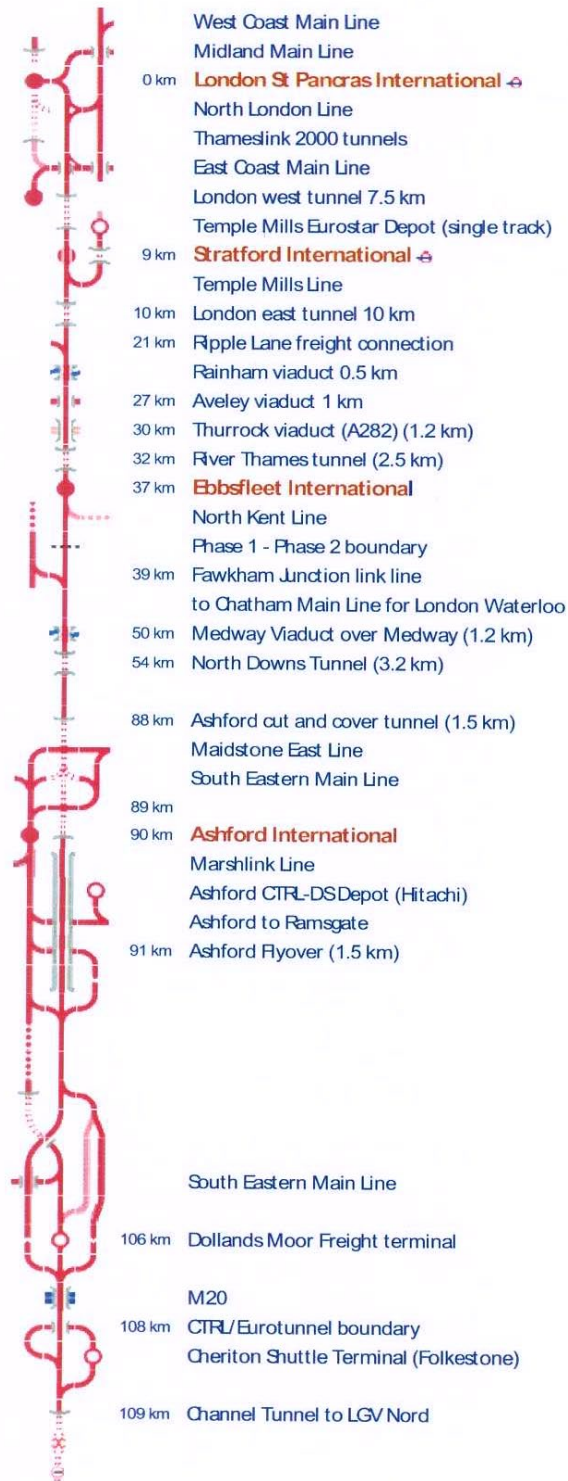 West Coast Main Line
Midland Main Line
0 km London St Pancras International
North London Line
Thameslink 2000 tunnels
East Coast Main Line
London west tunnel 7.5 km
Temple Mills Eurostar Depot (single track)
9 km Stratford International
Temple Mills Line
10 km London east tunnel 10 km
21 km Ripple Lane freight connection
Rainham viaduct 0.5 km
27 km Aveley viaduct 1 km
30 km Thurrock viaduct (A282) (1.2 km)
32 km River Thames tunnel (2.5 km)
37 km Ebbsfleet International
North Kent Line
Phase 1 - Phase 2 boundary
39 km Fawkham Junction link line
to Chatham Main Line for London Waterloo
50 km Medway Viaduct over Medway (1.2 km)
54 km North Downs Tunnel (3.2 km)
88 km Ashford cut and cover tunnel (1.5 km)
Maidstone East Line
South Eastern Main Line
89 km
90 km Ashford International
Marshlink Line
Ashford CTRL-DS Depot (Hitachi)
Ashford to Ramsgate
91 km Ashford Flyover (1.5 km)
South Eastern Main Line
106 km Dollands Moor Freight terminal
M20
108 km CTRL/Eurotunnel boundary
Cheriton Shuttle Terminal (Folkestone)
109 km Channel Tunnel to LGV Nord